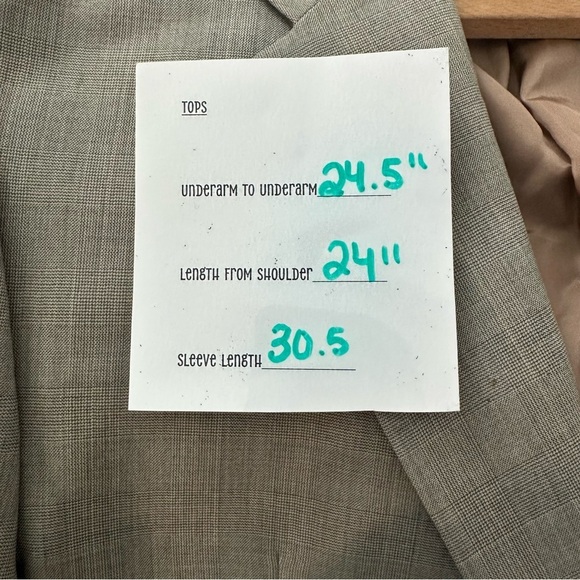 TOPS
underarm to underarm 24.5"
Length from shoulder 24"
sleeve Length 30.5